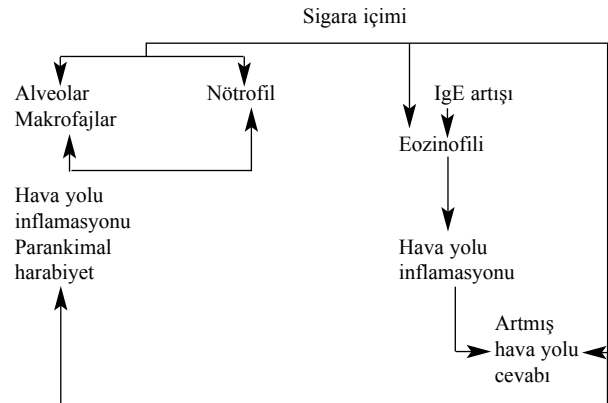 Sigara içimi
Alveolar
Makrofajlar
Nötrofil
IgE artışı
Eozinofili
Hava yolu
inflamasyonu
Parankimal
harabiyet
Hava yolu
inflamasyonu
Artmış
hava yolu
cevabı